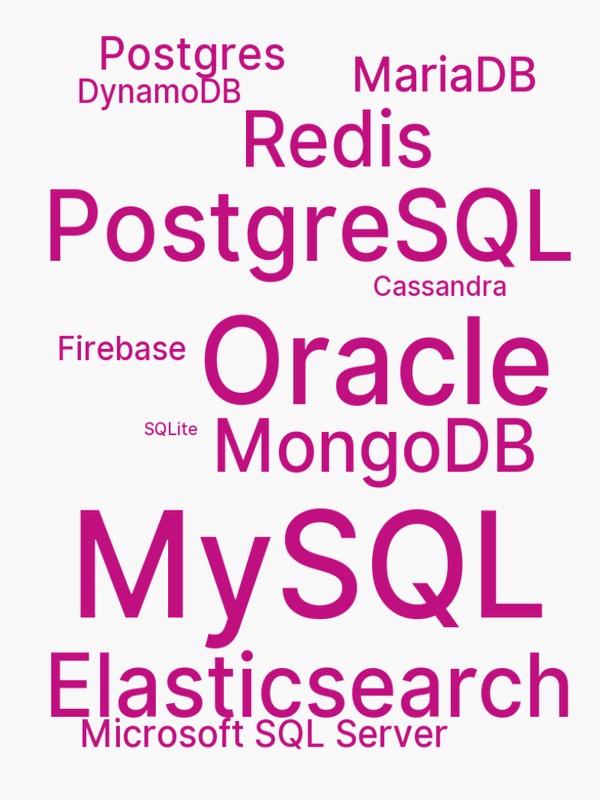 Postgres
MariaDB
DynamoDB
Redis
PostgreSQL
Cassandra
Firebase
Oracle
SQLite
MongoDB
MySQL
Elasticsearch
Microsoft SQL Server